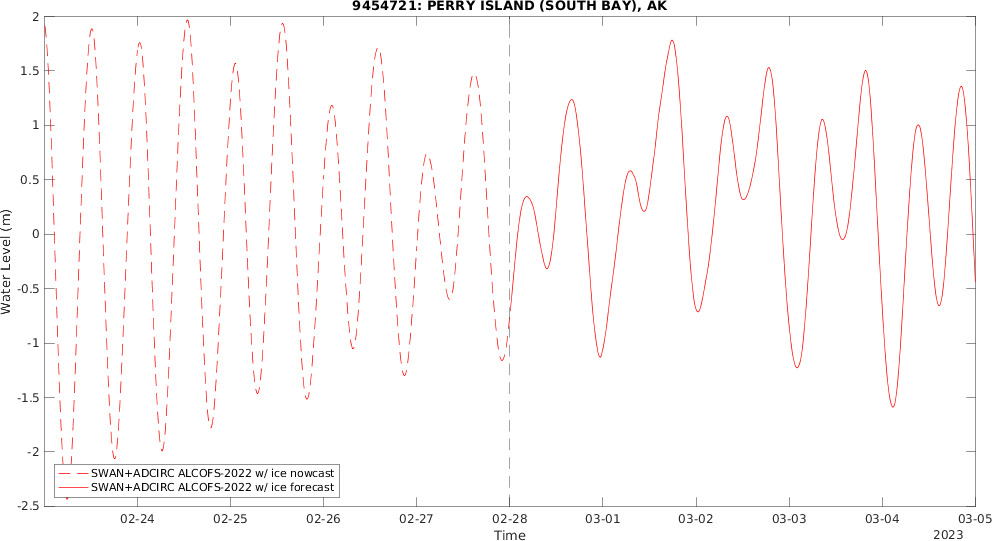 9454721: PERRY ISLAND (SOUTH BAY), AK
2
1.5
1
0.5
0
-0.5
-1
-1.5
-2
-2.5
Water Level (m)
SWAN+ADCIRC ALCOFS-2022 w/ ice nowcast
SWAN+ADCIRC ALCOFS-2022 w/ ice forecast
02-24 02-25 02-26 02-27 02-28 03-01 03-02 03-03 03-04 03-05
Time
2023